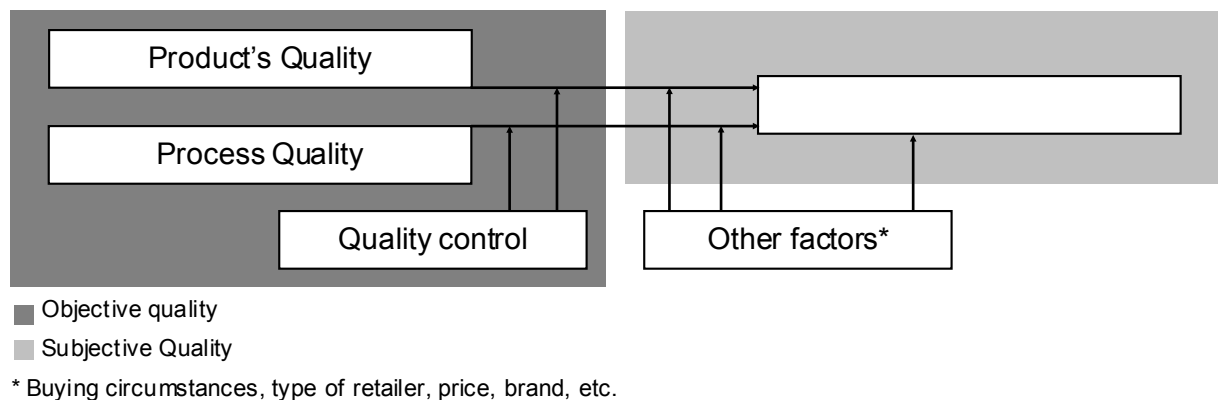 Product’s Quality
Process Quality
Quality control
Other factors*
Objective quality
Subjective Quality
* Buying circumstances, type of retailer, price, brand, etc.